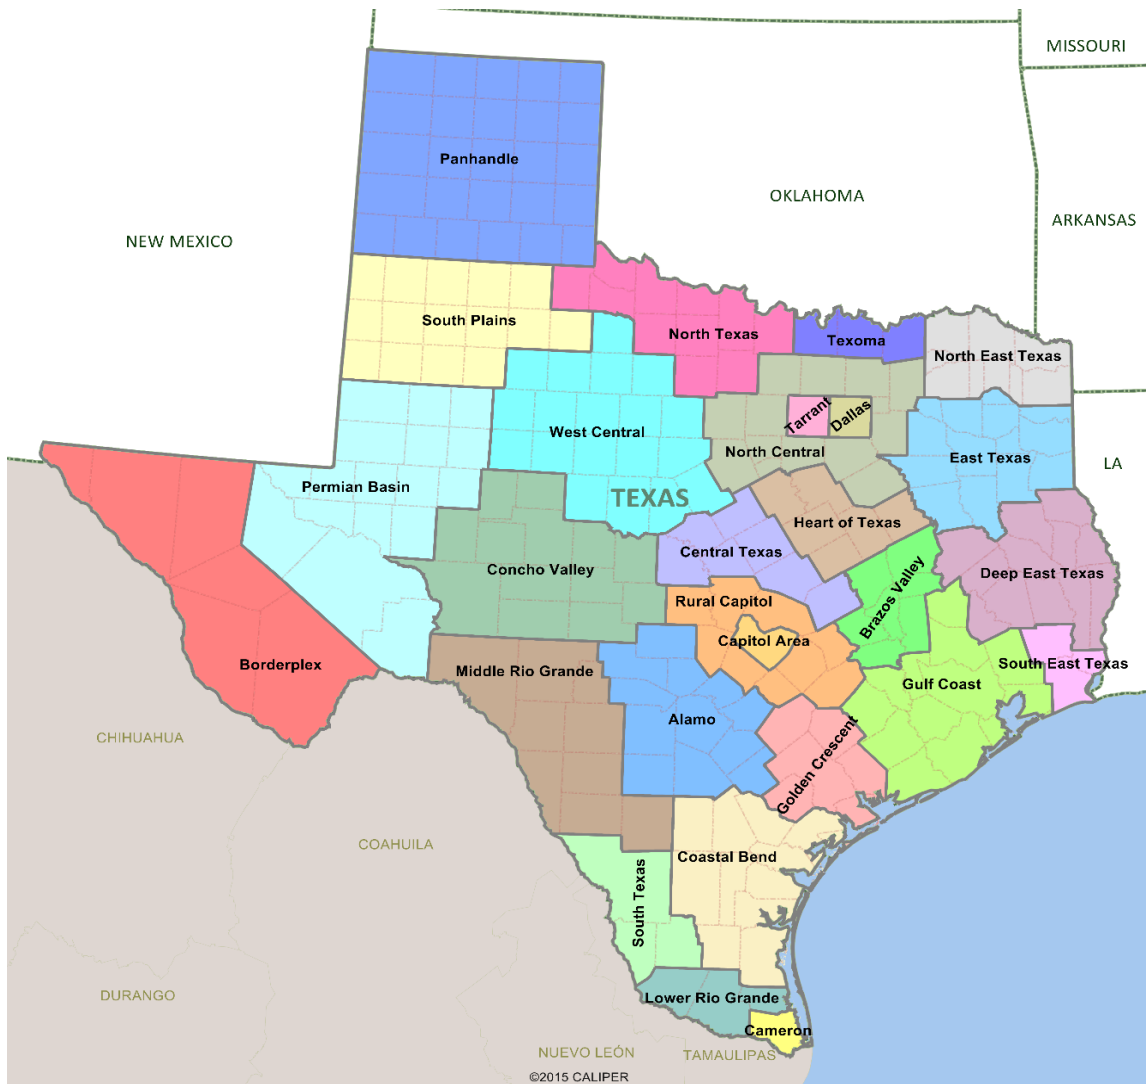 MISSOURI
Panhandle
OKLAHOMA
ARKANSAS
NEW MEXICO
South Plains
North Texas
Texoma
North East Texas
Tarrant
Dallas
West Central
North Central
East Texas
LA
Permian Basin
TEXAS
Heart of Texas
Central Texas
Concho Valley
Deep East Texas
Brazos Valley
Rural Capitol
Capitol Area
Borderplex
Middle Rio Grande
South East Texas
Gulf Coast
Alamo
CHIHUAHUA
Golden Crescent
COAHUILA
Coastal Bend
South Texas
DURANGO
Lower Rio Grande
Cameron
NUEVO LEÓN
TAMAULIPAS
©2015 CALIPER